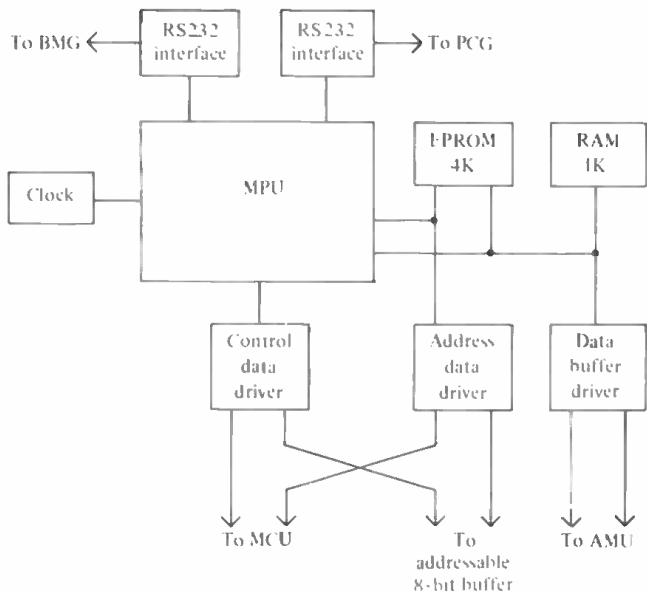 To BMG
RS232
interface
RS232
interface
To PCG
Clock
MPU
EPROM
4K
RAM
1K
Control
data
driver
Address
data
driver
Data
buffer
driver
To MCU
To
addressable
8-bit buffer
To AMU